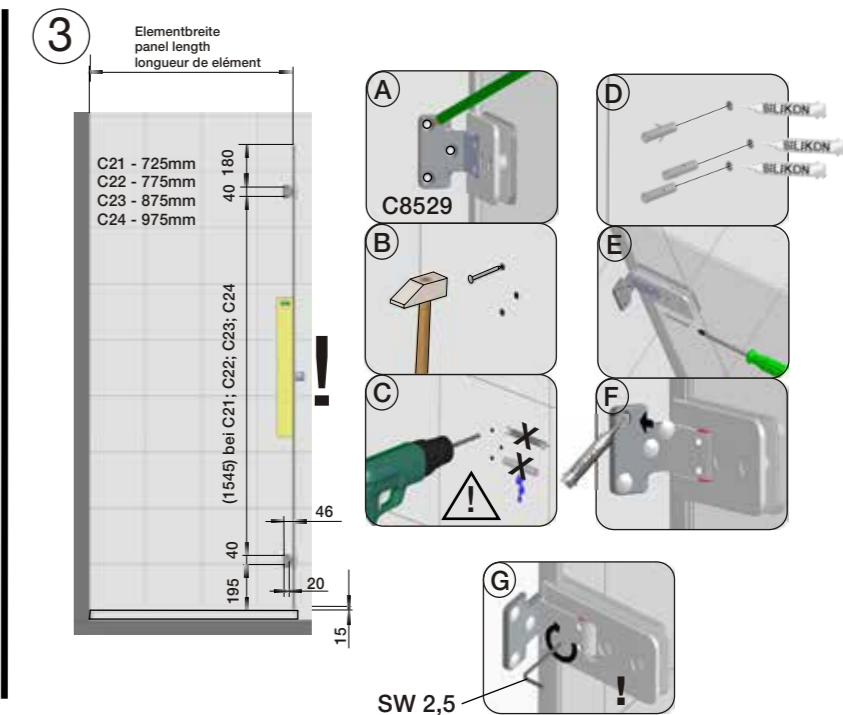 3
Elementbreite
panel length
longueur de elément
C21 - 725mm
C22 - 775mm
C23 - 875mm
C24 - 975mm
180
40
(1545) bei C21; C22; C23; C24
!
46
40
195
20
15
A
C8529
B
C
!
D
SILIKON
SILIKON
SILIKON
E
F
G
!
SW 2,5